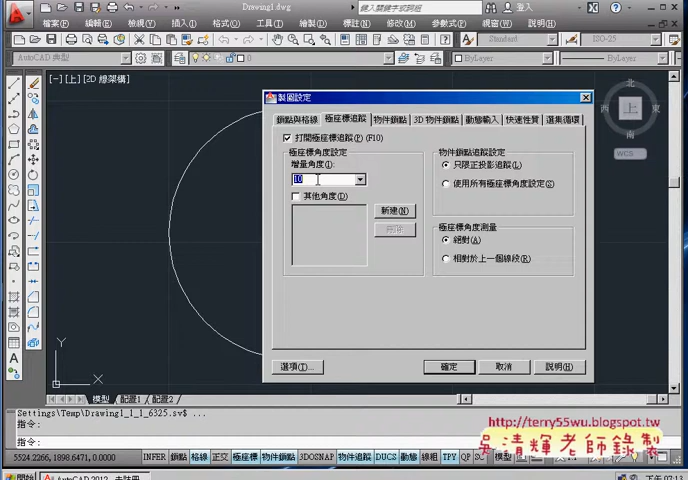 Drawing1.dwg
鍵入關鍵字或片語
登入
檔案(F)
編輯(E)
檢視(V)
插入(I)
格式(O)
工具(T)
繪製(D)
標註(N)
修改(M)
參數式(P)
視窗(W)
說明(H)
Standard
ISO-25
AutoCAD 典型
0
ByLayer
ByLayer
[−][上][2D 線架構]
北
西
上
東
南
WCS
製圖設定
鎖點與格線
極座標追蹤
物件鎖點
3D 物件鎖點
動態輸入
快速性質
選集循環
打開極座標追蹤(P) (F10)
極座標角度設定
增量角度(I):
10
其他角度(D)
新建(N)
刪除
物件鎖點追蹤設定
只限正投影追蹤(L)
使用所有極座標角度設定(S)
極座標角度測量
絕對(A)
相對於上一個線段(R)
選項(T)...
確定
取消
說明(H)
Y
X
模型
配置1
配置2
Settings\Temp\Drawing1_1_1_6325.sv$ ...
指令:
指令:
http://terry55wu.blogspot.tw
吳清輝老師錄製
5524.2266, 1898.6471, 0.0000
INFER
鎖點
格線
正交
極座標
物件鎖點
3DOSNAP
物件追蹤
DUCS
動態
線粗
TPY
QP
SC
模型
開始
AutoCAD 2012
下午 07:13